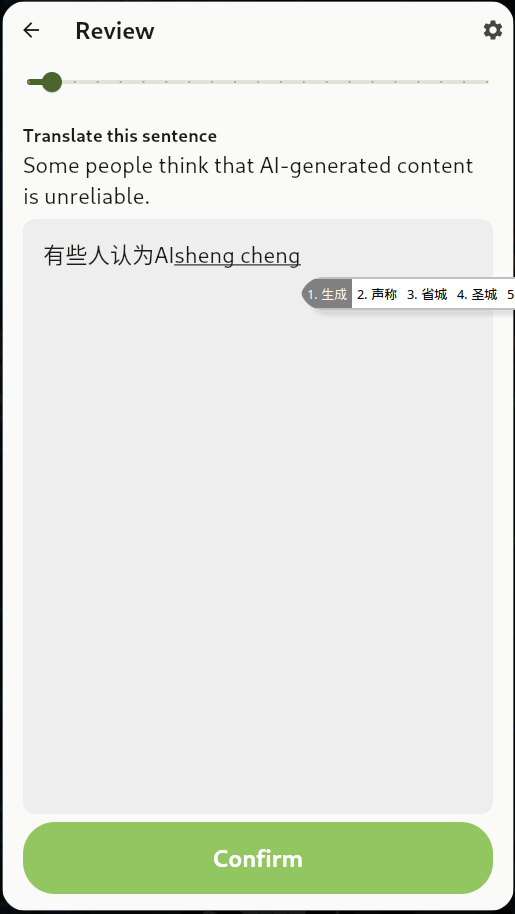 Review
Translate this sentence
Some people think that AI-generated content
is unreliable.
有些人认为AIsheng cheng
1. 生成 2. 声称 3. 省城 4. 圣城 5
Confirm